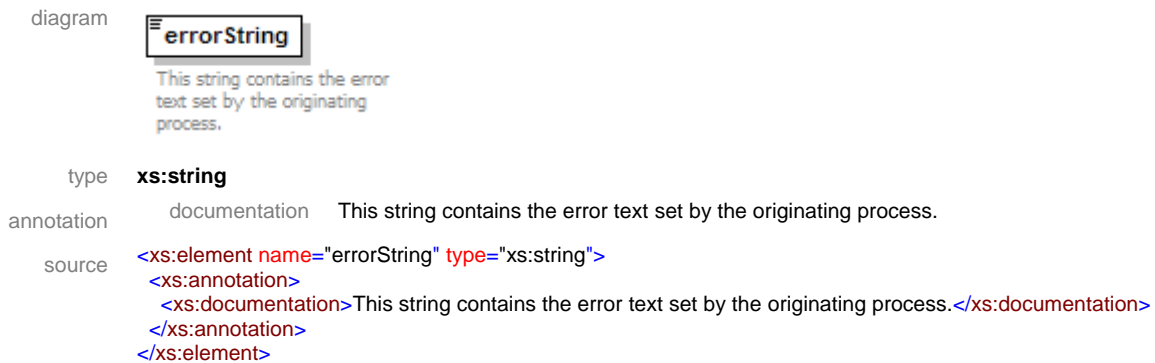 diagram
errorString
This string contains the error
text set by the originating
process.
type xs:string
annotation documentation This string contains the error text set by the originating process.
source <xs:element name="errorString" type="xs:string">
<xs:annotation>
<xs:documentation>This string contains the error text set by the originating process.</xs:documentation>
</xs:annotation>
</xs:element>